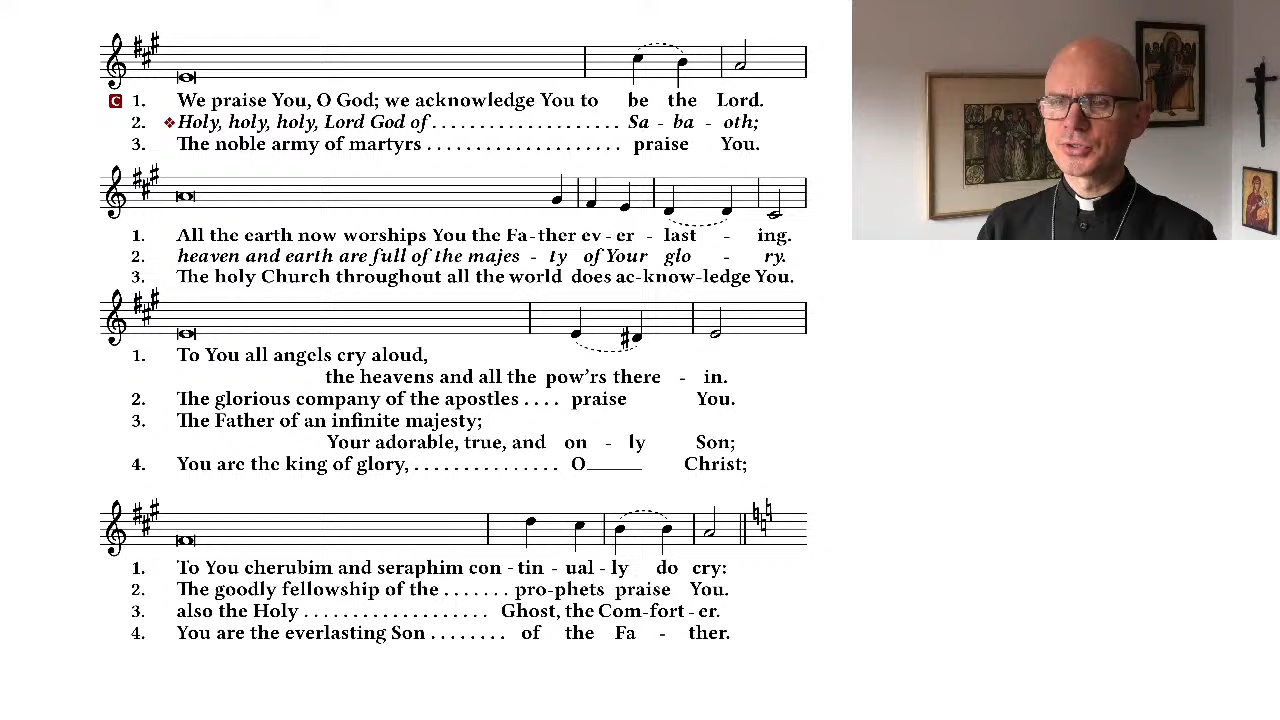 C 1. We praise You, O God; we acknowledge You to be the Lord.
2. ❖ Holy, holy, holy, Lord God of . . . . . . . . . . . . . . . . . . . . Sa - ba - oth;
3. The noble army of martyrs . . . . . . . . . . . . . . . . . . . . praise You.
1. All the earth now worships You the Fa - ther ev - er - last - ing.
2. heaven and earth are full of the majes - ty of Your glo - ry.
3. The holy Church throughout all the world does ac - know - ledge You.
1. To You all angels cry aloud,
the heavens and all the pow’rs there - in.
2. The glorious company of the apostles . . . . praise You.
3. The Father of an infinite majesty;
Your adorable, true, and on - ly Son;
4. You are the king of glory, . . . . . . . . . . . . . . . O____ Christ;
1. To You cherubim and seraphim con - tin - ual - ly do cry:
2. The goodly fellowship of the . . . . . . . pro - phets praise You.
3. also the Holy . . . . . . . . . . . . . . . . . . . Ghost, the Com - fort - er.
4. You are the everlasting Son . . . . . . . . of the Fa - ther.